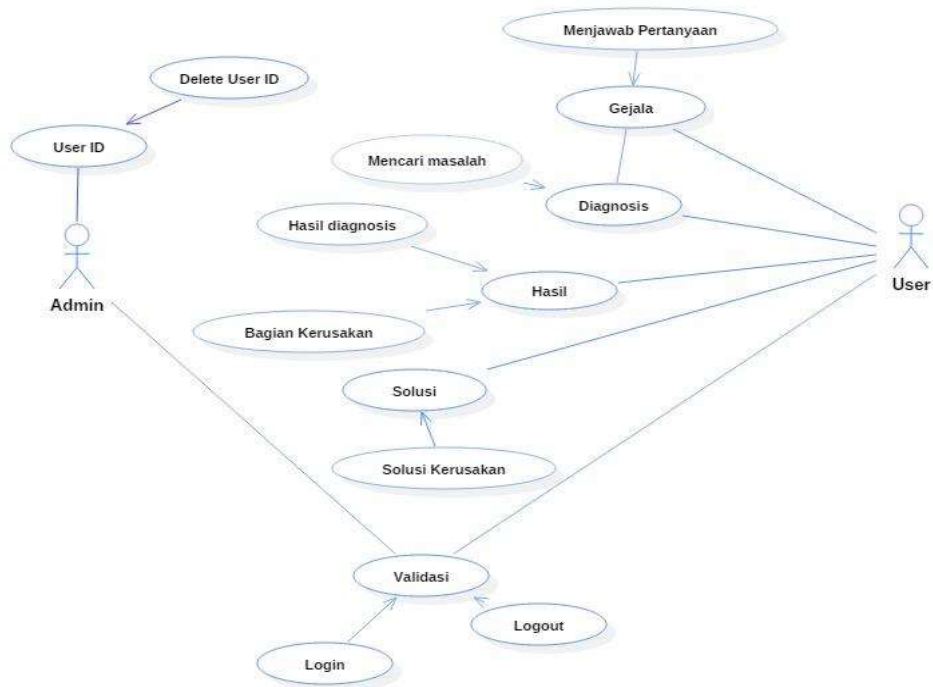 Menjawab Pertanyaan
Delete User ID
Gejala
User ID
Mencari masalah
Diagnosis
Hasil diagnosis
User
Admin
Hasil
Bagian Kerusakan
Solusi
Solusi Kerusakan
Validasi
Logout
Login